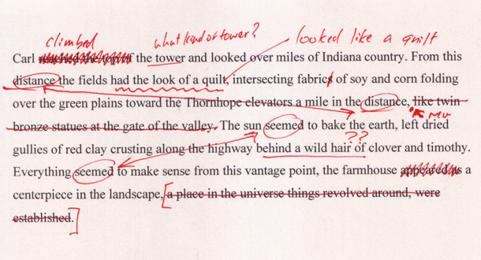 climbed what kind of tower? looked like a quilt
Carl reached the top of the tower and looked over miles of Indiana country. From this
distance the fields had the look of a quilt, intersecting fabric of soy and corn folding
over the green plains toward the Thornhope elevators a mile in the distance, like twin
bronze statues at the gate of the valley. The sun seemed to bake the earth, left dried
??
gullies of red clay crusting along the highway behind a wild hair of clover and timothy.
Everything seemed to make sense from this vantage point, the farmhouse appeared as a
centerpiece in the landscape, [a place in the universe things revolved around, were
established.]